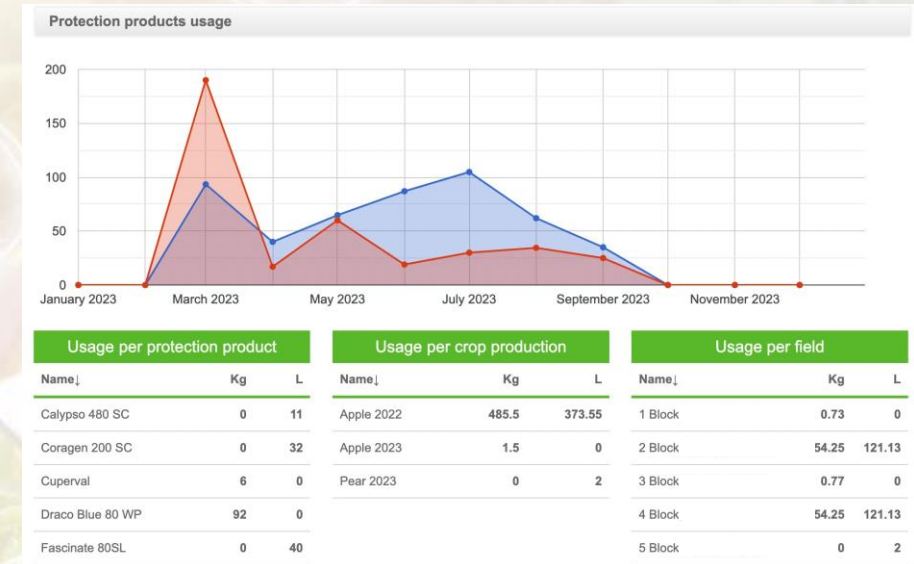 Protection products usage
200
150
100
50
0
January 2023 March 2023 May 2023 July 2023 September 2023 November 2023
Usage per protection product
Name↓ Kg L
Calypso 480 SC 0 11
Coragen 200 SC 0 32
Cuperval 6 0
Draco Blue 80 WP 92 0
Fascinate 80SL 0 40
Usage per crop production
Name↓ Kg L
Apple 2022 485.5 373.55
Apple 2023 1.5 0
Pear 2023 0 2
Usage per field
Name↓ Kg L
1 Block 0.73 0
2 Block 54.25 121.13
3 Block 0.77 0
4 Block 54.25 121.13
5 Block 0 2